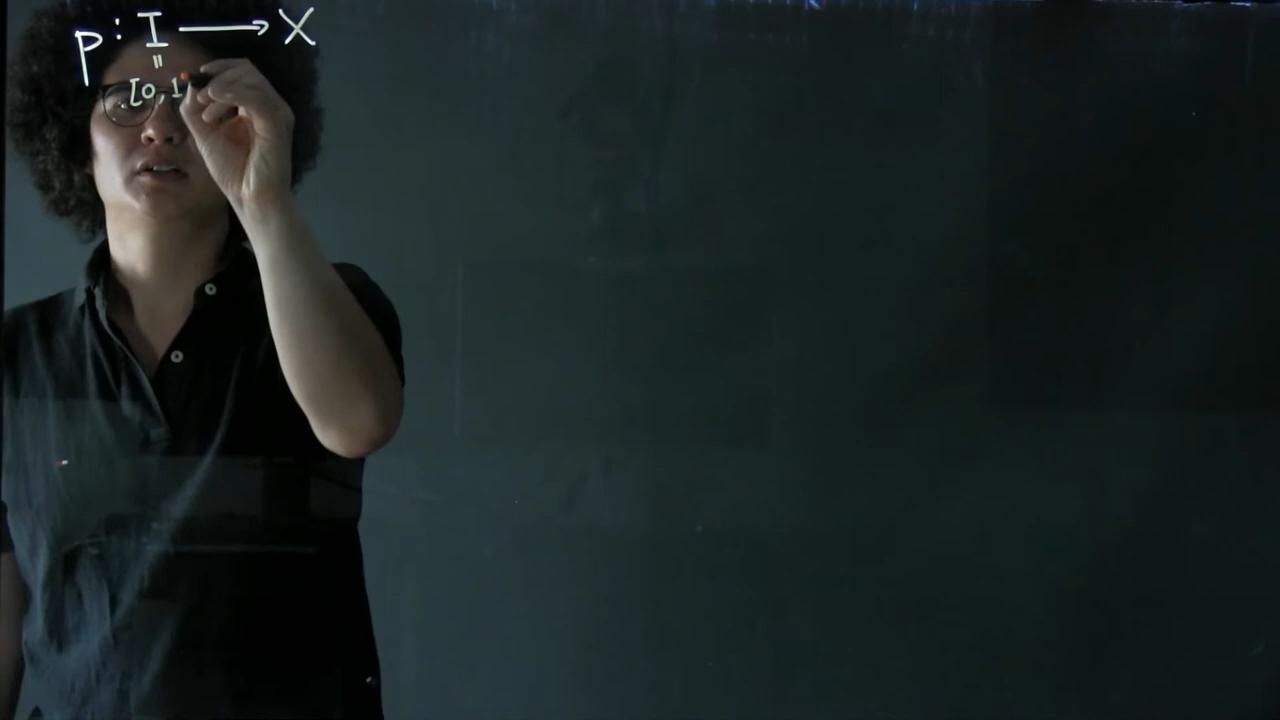 p : I ⟶ X
=
[0,1